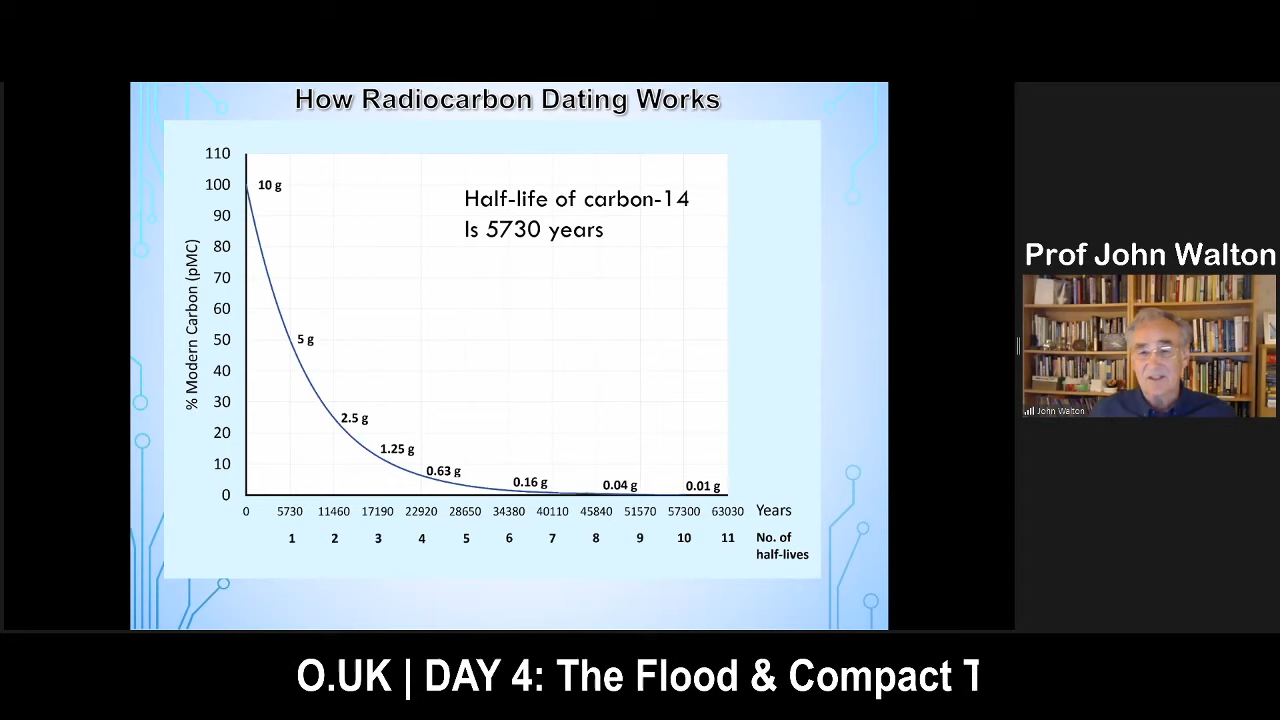 How Radiocarbon Dating Works
110
100
90
80
70
60
50
40
30
20
10
0
% Modern Carbon (pMC)
10 g
5 g
2.5 g
1.25 g
0.63 g
0.16 g
0.04 g
0.01 g
Half-life of carbon-14
Is 5730 years
0 5730 11460 17190 22920 28650 34380 40110 45840 51570 57300 63030 Years
1 2 3 4 5 6 7 8 9 10 11 No. of
half-lives
Prof John Walton
John Walton
O.UK | DAY 4: The Flood & Compact T